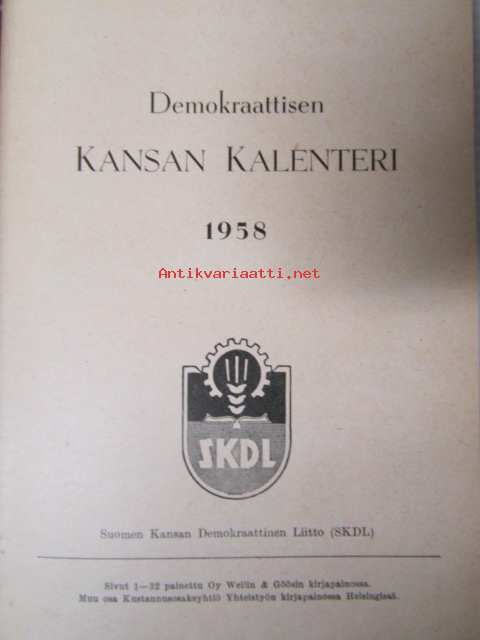 Demokraattisen
KANSAN KALENTERI
1958
Antikvariaatti.net
SKDL
Suomen Kansan Demokraattinen Liitto (SKDL)
Sivut 1—32 painettu Oy Weilin & Göösin kirjapainossa.
Muu osa Kustannusosakeyhtiö Yhteistyön kirjapainossa Helsingissä.